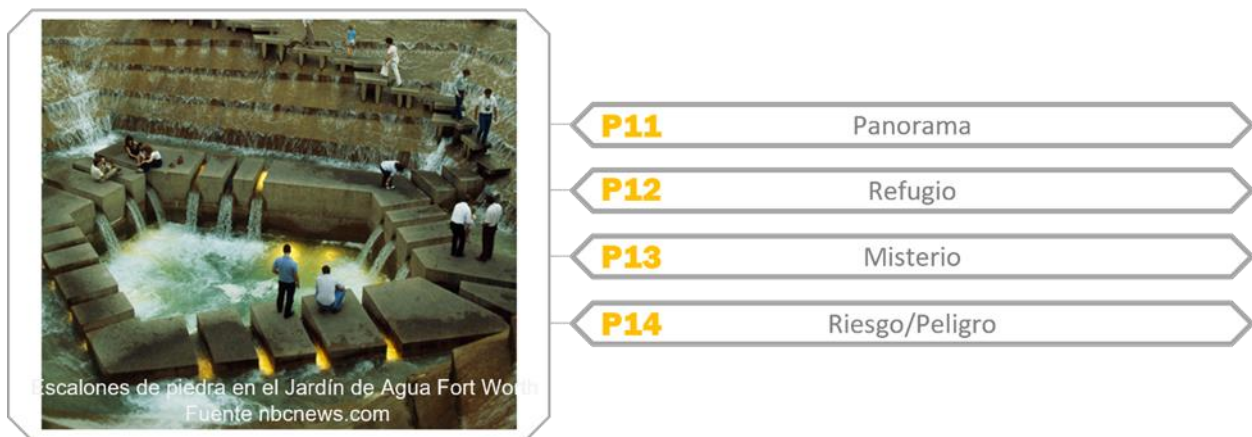 P11 Panorama
P12 Refugio
P13 Misterio
P14 Riesgo/Peligro
Escalones de piedra en el Jardín de Agua Fort Worth
Fuente nbcnews.com